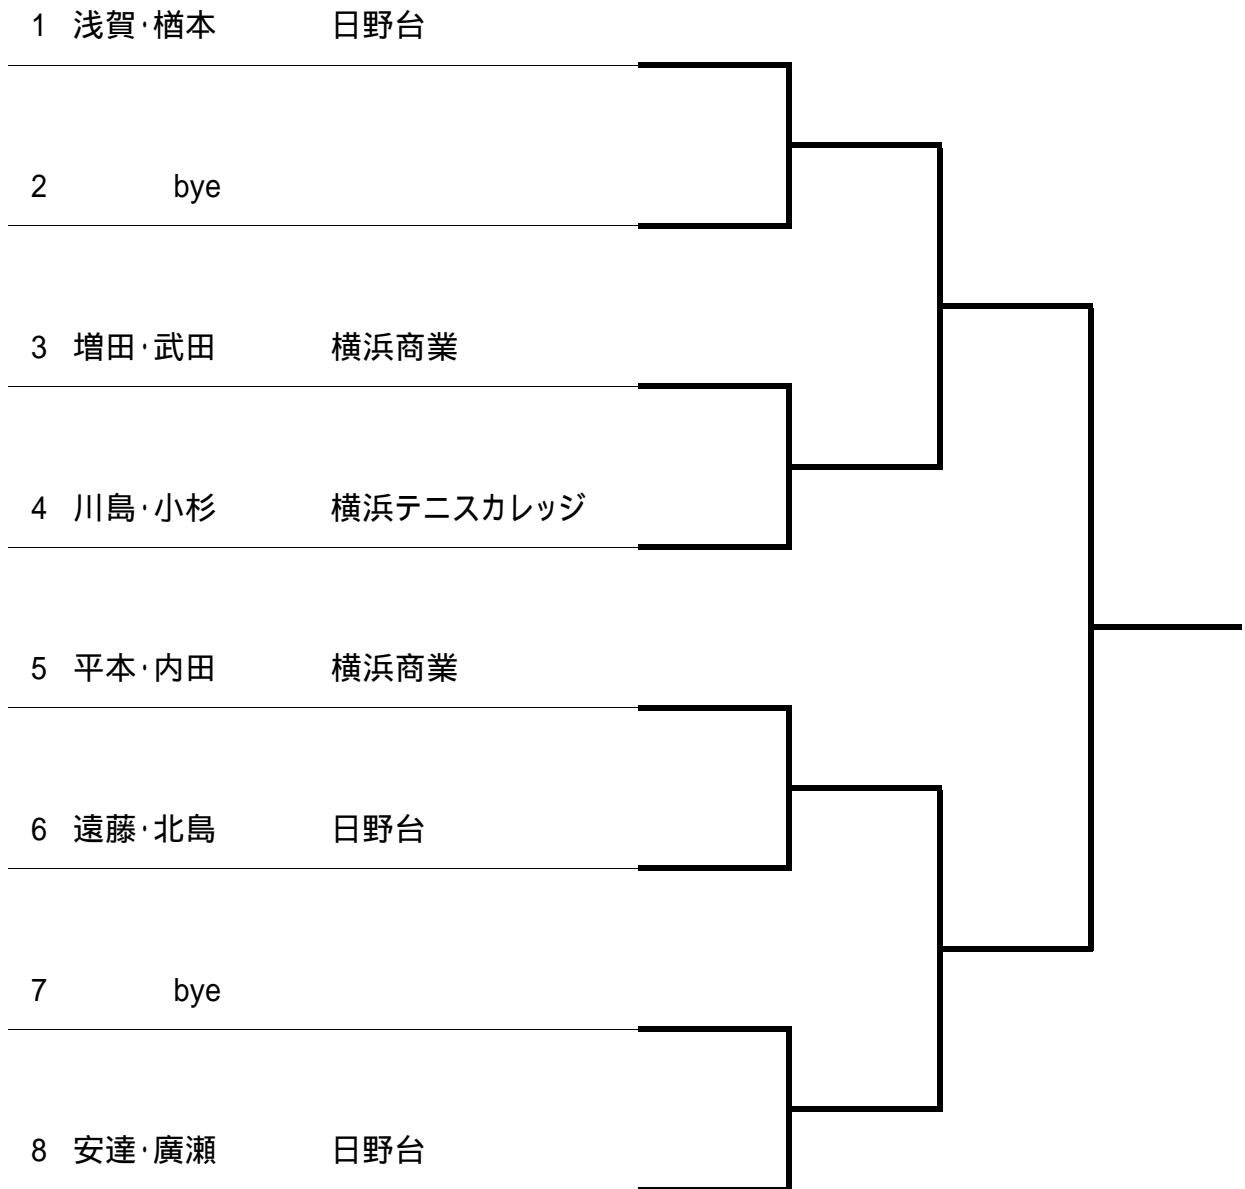 1 浅賀・楢本 日野台
2 bye
3 増田・武田 横浜商業
4 川島・小杉 横浜テニスカレッジ
5 平本・内田 横浜商業
6 遠藤・北島 日野台
7 bye
8 安達・廣瀬 日野台